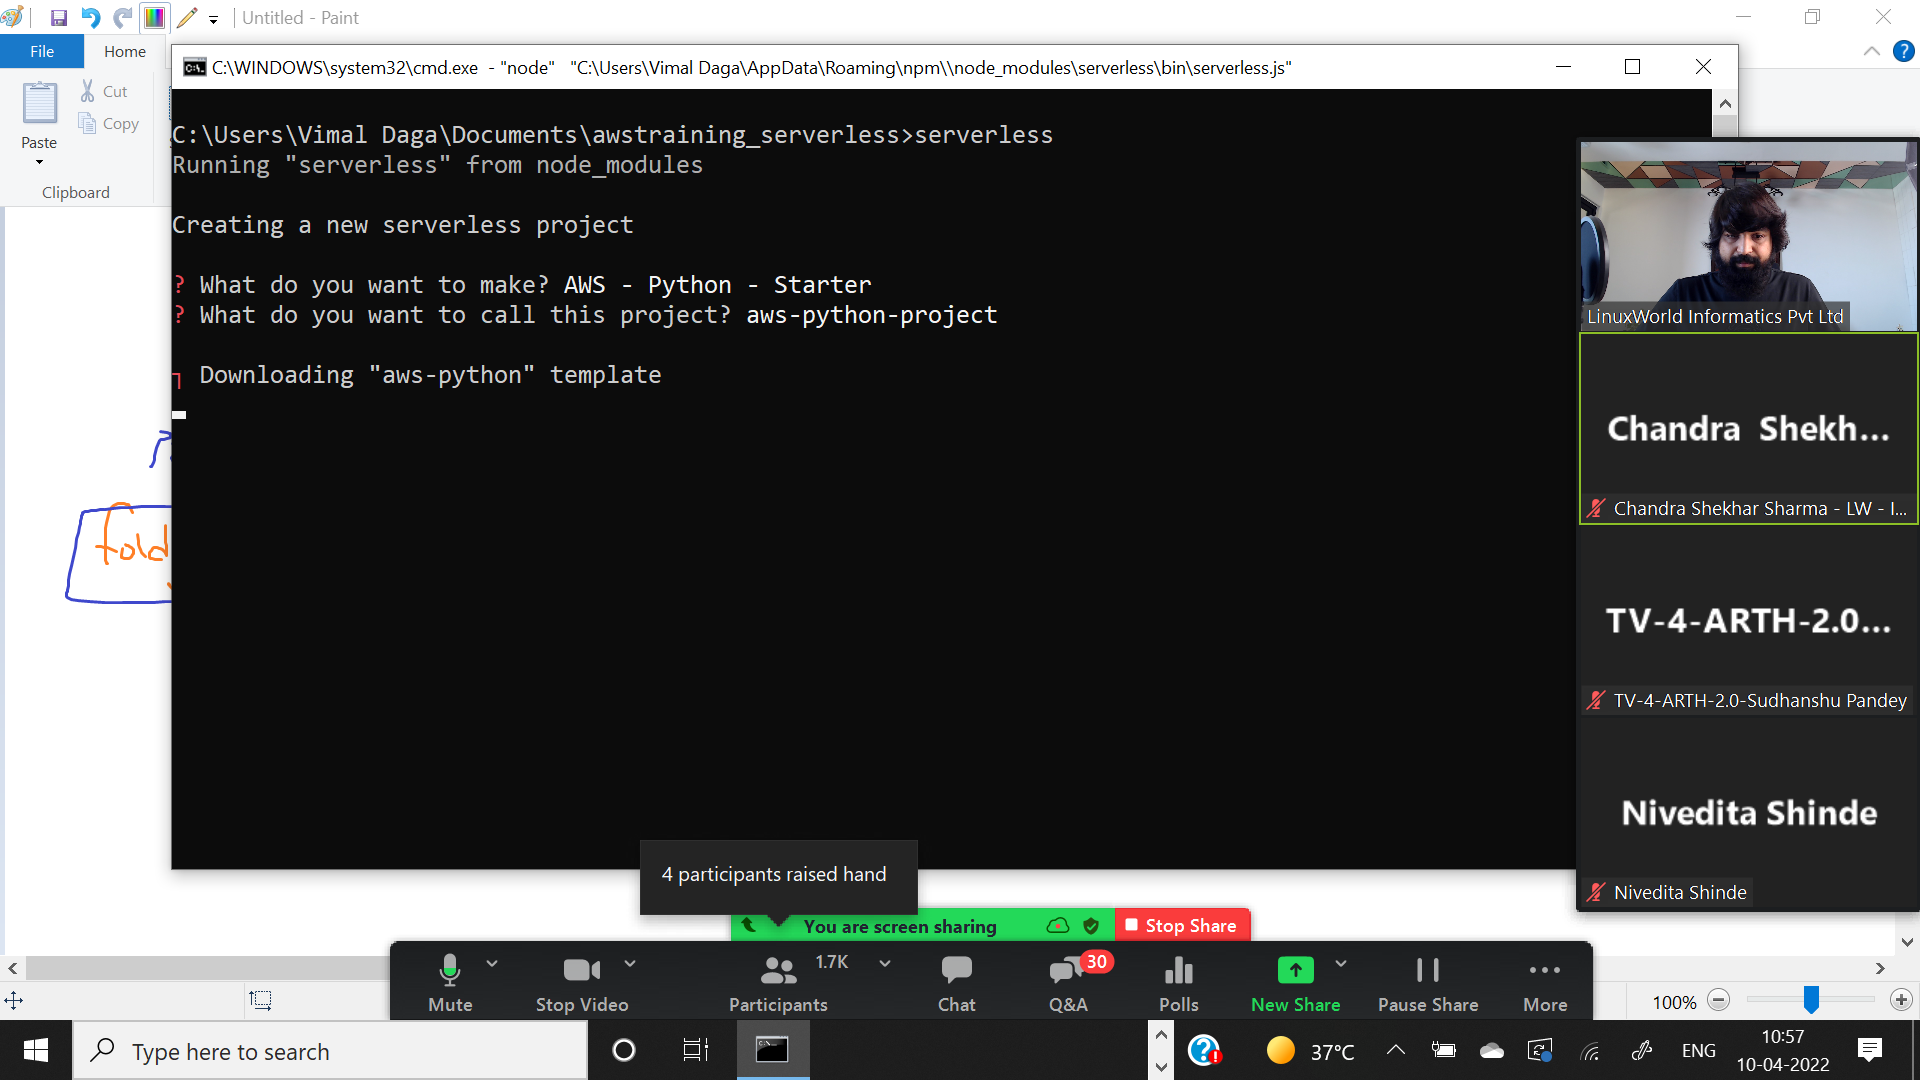 Untitled - Paint
File
Home
Cut
Copy
Paste
Clipboard
C:\WINDOWS\system32\cmd.exe - "node" "C:\Users\Vimal Daga\AppData\Roaming\npm\\node_modules\serverless\bin\serverless.js"
C:\Users\Vimal Daga\Documents\awstraining_serverless>serverless
Running "serverless" from node_modules
Creating a new serverless project
? What do you want to make? AWS - Python - Starter
? What do you want to call this project? aws-python-project
Downloading "aws-python" template
fold
LinuxWorld Informatics Pvt Ltd
Chandra Shekh...
Chandra Shekhar Sharma - LW - I...
TV-4-ARTH-2.0...
TV-4-ARTH-2.0-Sudhanshu Pandey
Nivedita Shinde
Nivedita Shinde
4 participants raised hand
You are screen sharing
Stop Share
Mute
Stop Video
1.7K
Participants
Chat
30
Q&A
Polls
New Share
Pause Share
More
100%
Type here to search
37°C
ENG
10:57
10-04-2022